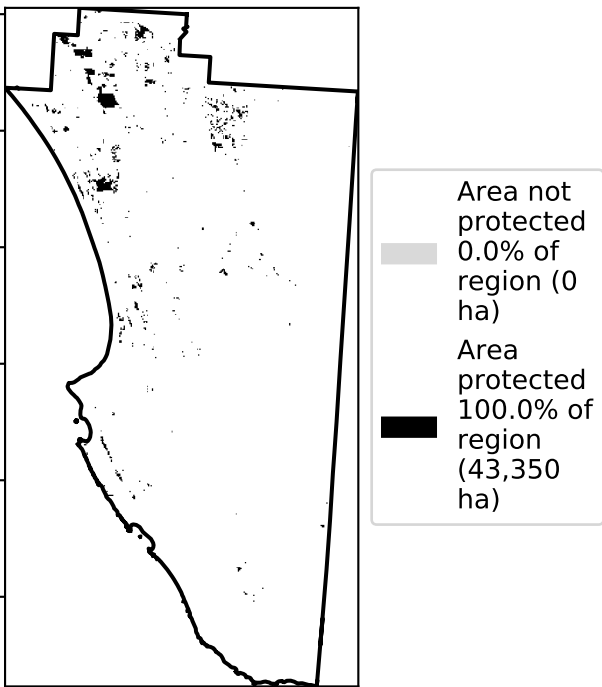 Area not
protected
0.0% of
region (0
ha)
Area
protected
100.0% of
region
(43,350
ha)